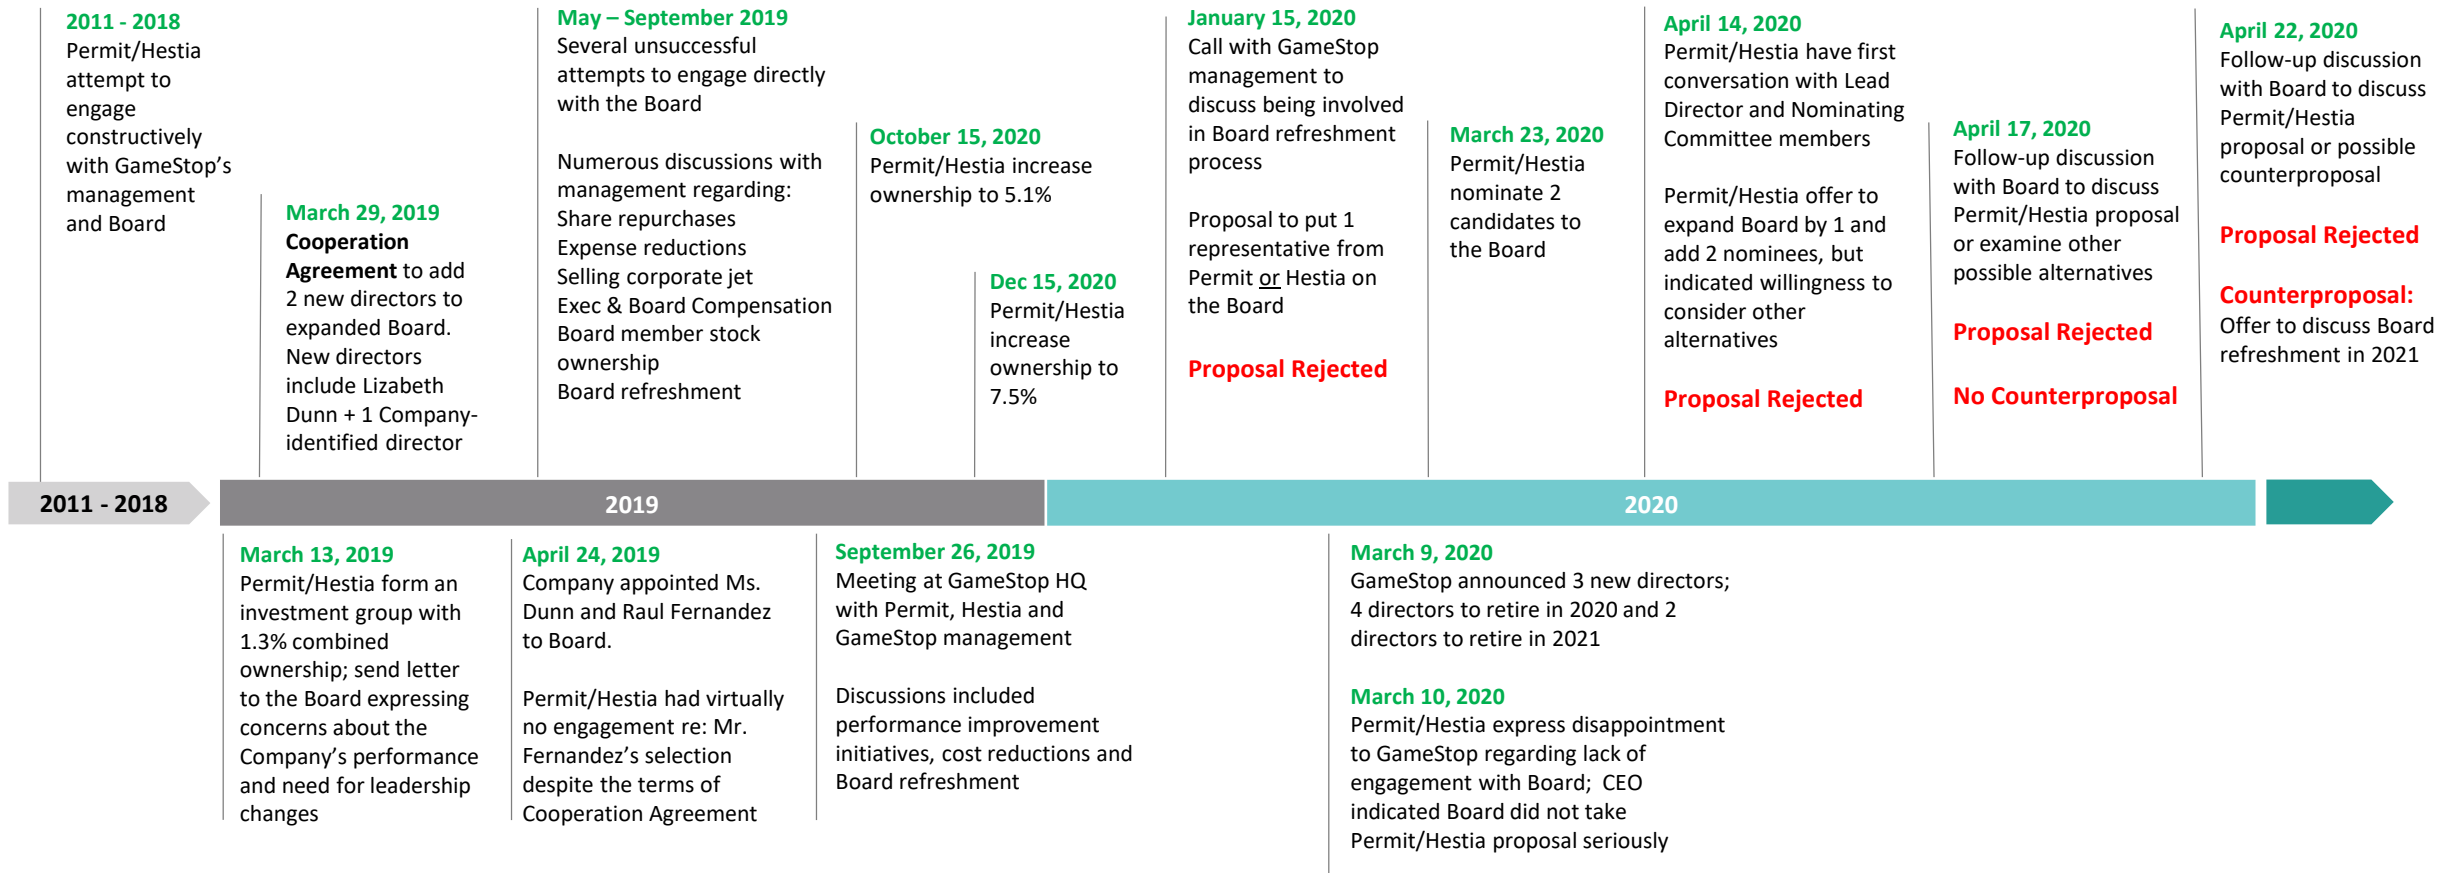 2011 - 2018
Permit/Hestia
attempt to
engage
constructively
with GameStop’s
management
and Board
March 29, 2019
Cooperation
Agreement to add
2 new directors to
expanded Board.
New directors
include Lizabeth
Dunn + 1 Company-
identified director
May – September 2019
Several unsuccessful
attempts to engage directly
with the Board
Numerous discussions with
management regarding:
Share repurchases
Expense reductions
Selling corporate jet
Exec & Board Compensation
Board member stock
ownership
Board refreshment
October 15, 2020
Permit/Hestia increase
ownership to 5.1%
Dec 15, 2020
Permit/Hestia
increase
ownership to
7.5%
January 15, 2020
Call with GameStop
management to
discuss being involved
in Board refreshment
process
Proposal to put 1
representative from
Permit or Hestia on
the Board
Proposal Rejected
March 23, 2020
Permit/Hestia
nominate 2
candidates to
the Board
April 14, 2020
Permit/Hestia have first
conversation with Lead
Director and Nominating
Committee members
Permit/Hestia offer to
expand Board by 1 and
add 2 nominees, but
indicated willingness to
consider other
alternatives
Proposal Rejected
April 17, 2020
Follow-up discussion
with Board to discuss
Permit/Hestia proposal
or examine other
possible alternatives
Proposal Rejected
No Counterproposal
April 22, 2020
Follow-up discussion
with Board to discuss
Permit/Hestia
proposal or possible
counterproposal
Proposal Rejected
Counterproposal:
Offer to discuss Board
refreshment in 2021
2011 - 2018
2019
2020
March 13, 2019
Permit/Hestia form an
investment group with
1.3% combined
ownership; send letter
to the Board expressing
concerns about the
Company’s performance
and need for leadership
changes
April 24, 2019
Company appointed Ms.
Dunn and Raul Fernandez
to Board.
Permit/Hestia had virtually
no engagement re: Mr.
Fernandez’s selection
despite the terms of
Cooperation Agreement
September 26, 2019
Meeting at GameStop HQ
with Permit, Hestia and
GameStop management
Discussions included
performance improvement
initiatives, cost reductions and
Board refreshment
March 9, 2020
GameStop announced 3 new directors;
4 directors to retire in 2020 and 2
directors to retire in 2021
March 10, 2020
Permit/Hestia express disappointment
to GameStop regarding lack of
engagement with Board;  CEO
indicated Board did not take
Permit/Hestia proposal seriously